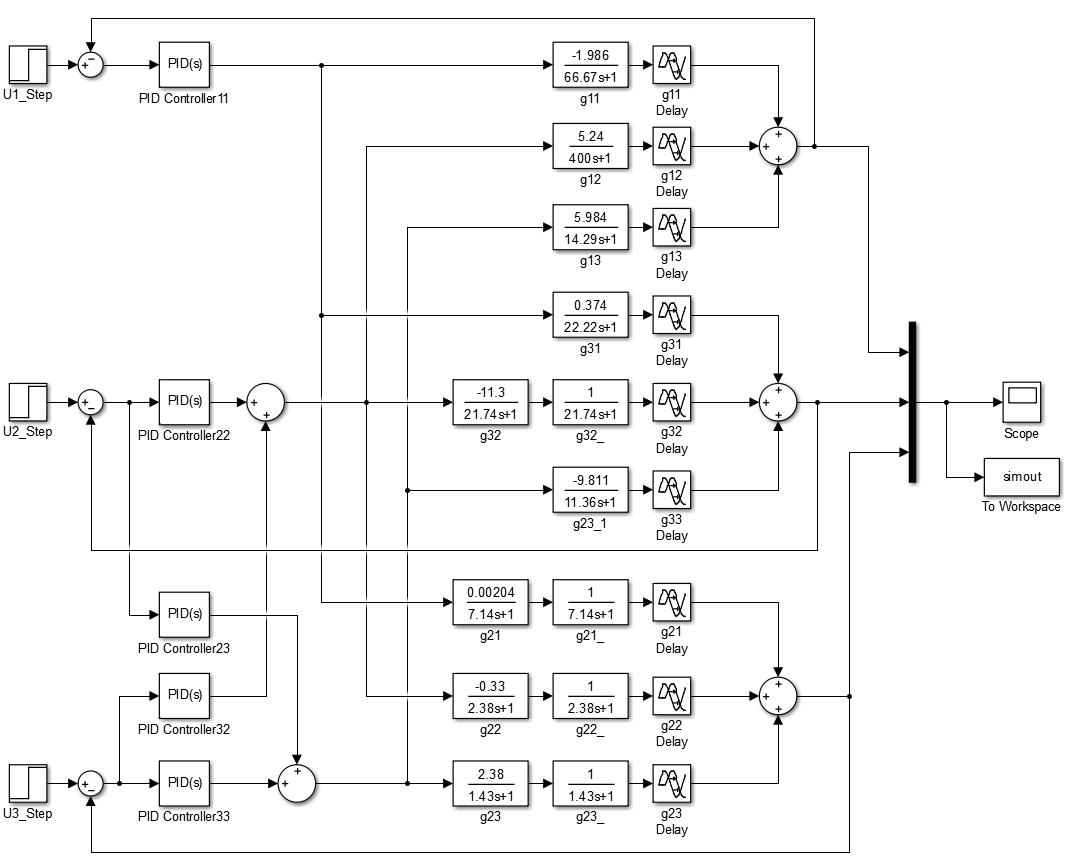 U1_Step
+
−
PID(s)
PID Controller11
-1.986
66.67s+1
g11
g11
Delay
5.24
400s+1
g12
g12
Delay
+
+
+
5.984
14.29s+1
g13
g13
Delay
0.374
22.22s+1
g31
g31
Delay
U2_Step
+
−
PID(s)
PID Controller22
+
+
-11.3
21.74s+1
g32
1
21.74s+1
g32_
g32
Delay
+
+
+
Scope
simout
To Workspace
-9.811
11.36s+1
g23_1
g33
Delay
PID(s)
PID Controller23
0.00204
7.14s+1
g21
1
7.14s+1
g21_
g21
Delay
PID(s)
PID Controller32
-0.33
2.38s+1
g22
1
2.38s+1
g22_
g22
Delay
+
+
+
U3_Step
+
−
PID(s)
PID Controller33
+
+
2.38
1.43s+1
g23
1
1.43s+1
g23_
g23
Delay